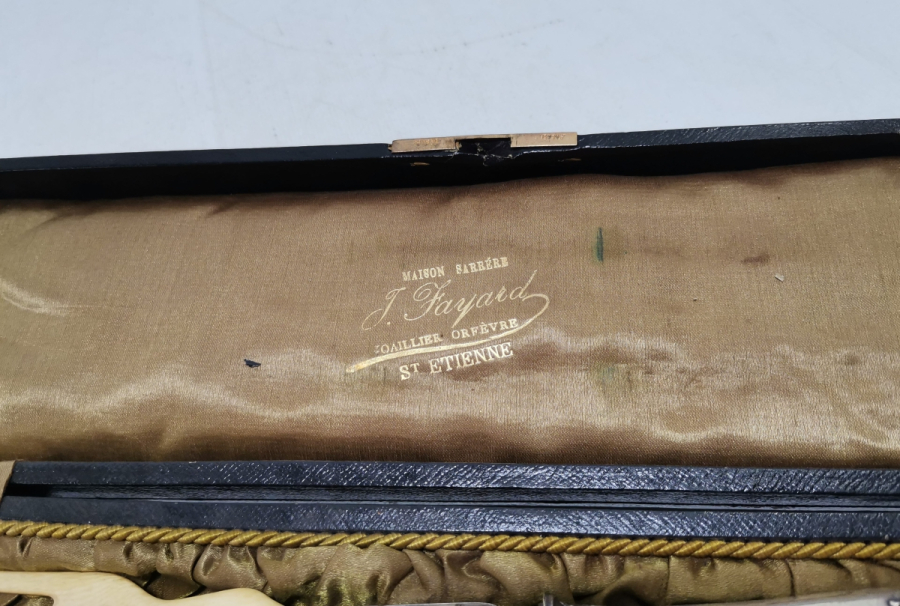 MAISON SARRÈRE
J. Fayard
JOAILLIER ORFÈVRE
ST ETIENNE